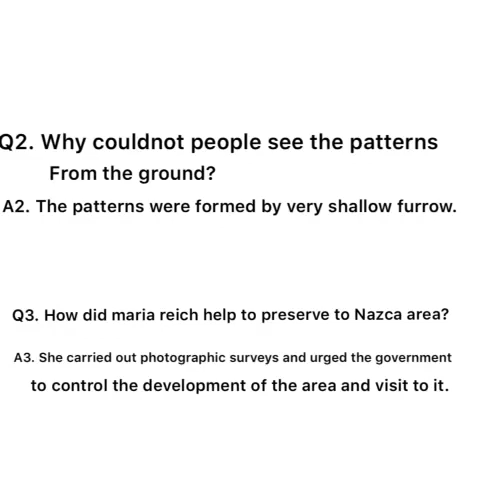 Q2. Why couldnot people see the patterns
From the ground?
A2. The patterns were formed by very shallow furrow.
Q3. How did maria reich help to preserve to Nazca area?
A3. She carried out photographic surveys and urged the government
to control the development of the area and visit to it.